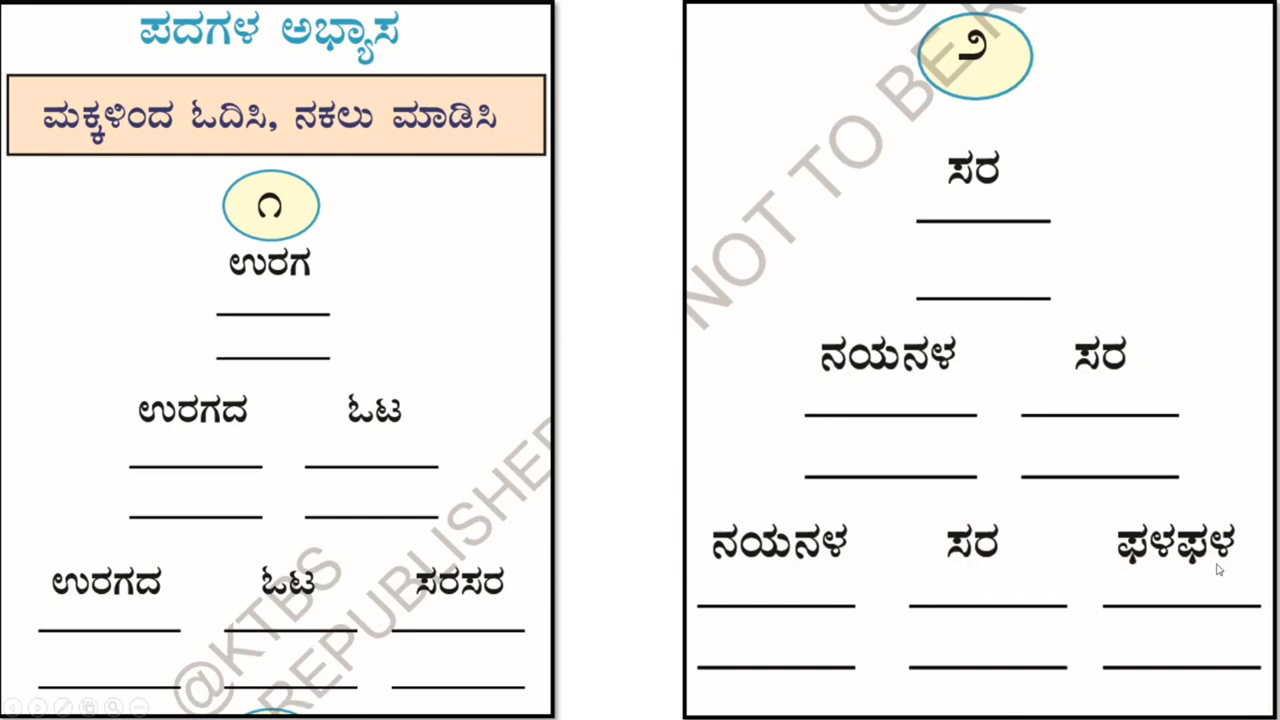 ಪದಗಳ ಅಭ್ಯಾಸ
ಮಕ್ಕಳಿಂದ ಓದಿಸಿ, ನಕಲು ಮಾಡಿಸಿ
೧
ಉರಗ
ಉರಗದ ಓಟ
ಉರಗದ ಓಟ ಸರಸರ
@KTBS
REPUBLISHED
೨
ಸರ
ನಯನಳ ಸರ
ನಯನಳ ಸರ ಫಳಫಳ
NOT TO BE R